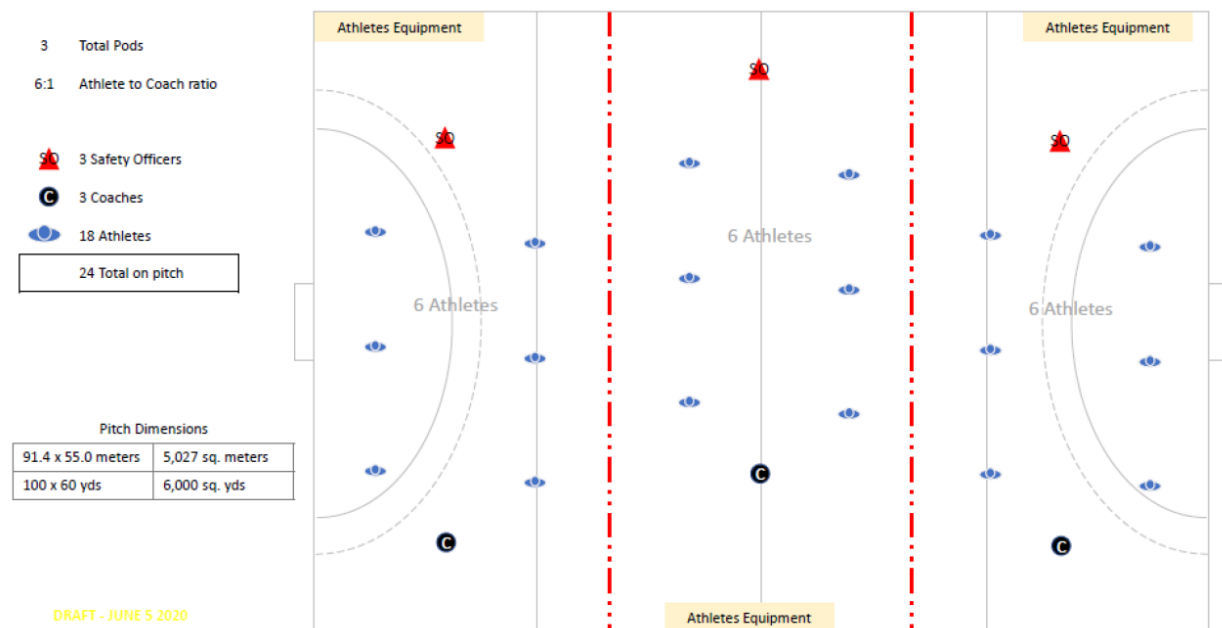 3 Total Pods
6:1 Athlete to Coach ratio
SO 3 Safety Officers
C 3 Coaches
18 Athletes
24 Total on pitch
Pitch Dimensions
91.4 x 55.0 meters 5,027 sq. meters
100 x 60 yds 6,000 sq. yds
DRAFT - JUNE 5 2020
Athletes Equipment
SO
6 Athletes
C
SO
6 Athletes
C
Athletes Equipment
Athletes Equipment
SO
6 Athletes
C